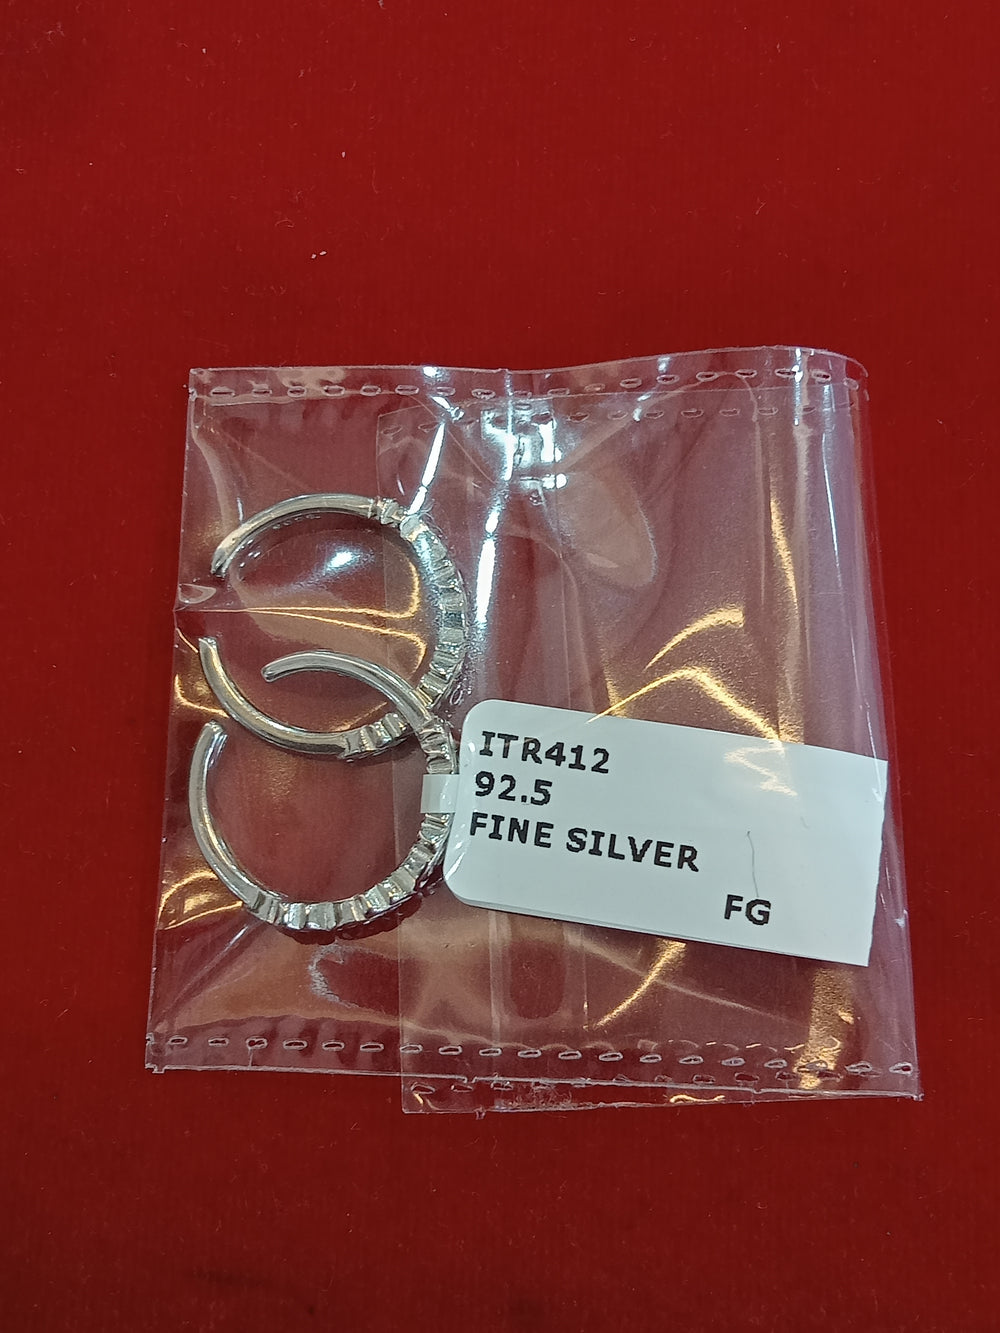 ITR412
92.5
FINE SILVER
FG